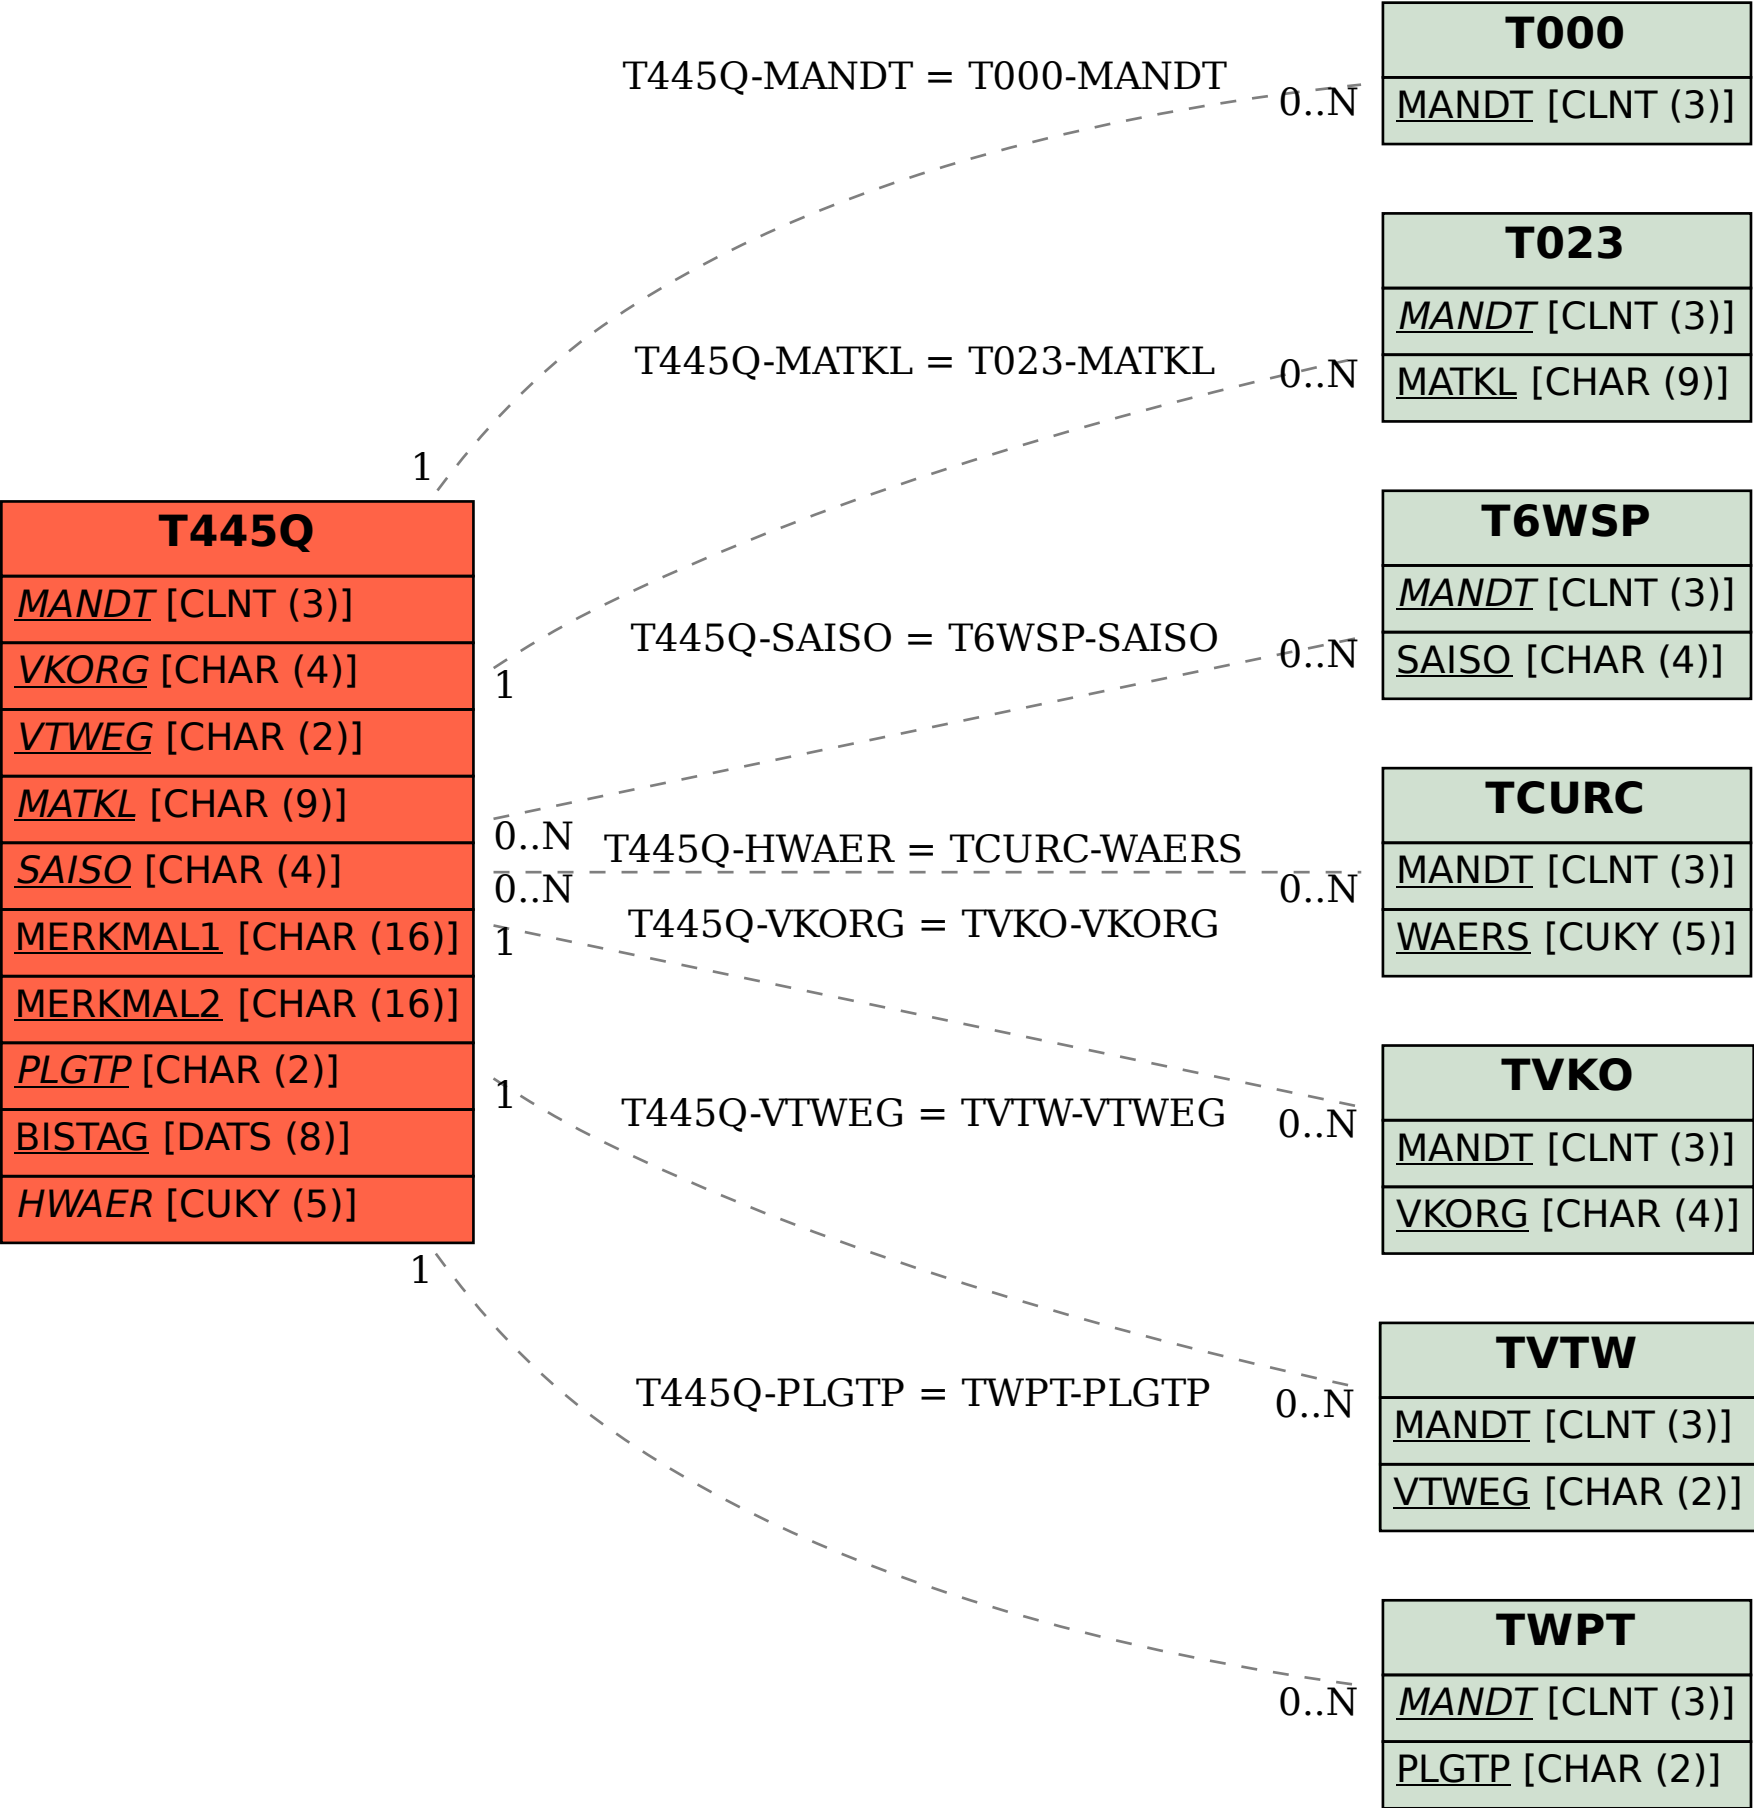 T445Q
MANDT [CLNT (3)]
VKORG [CHAR (4)]
VTWEG [CHAR (2)]
MATKL [CHAR (9)]
SAISO [CHAR (4)]
MERKMAL1 [CHAR (16)]
MERKMAL2 [CHAR (16)]
PLGTP [CHAR (2)]
BISTAG [DATS (8)]
HWAER [CUKY (5)]
T445Q-MANDT = T000-MANDT
1
0..N
T445Q-MATKL = T023-MATKL
1
0..N
T445Q-SAISO = T6WSP-SAISO
0..N
0..N
T445Q-HWAER = TCURC-WAERS
0..N
0..N
T445Q-VKORG = TVKO-VKORG
1
0..N
T445Q-VTWEG = TVTW-VTWEG
1
0..N
T445Q-PLGTP = TWPT-PLGTP
1
0..N
T000
MANDT [CLNT (3)]
T023
MANDT [CLNT (3)]
MATKL [CHAR (9)]
T6WSP
MANDT [CLNT (3)]
SAISO [CHAR (4)]
TCURC
MANDT [CLNT (3)]
WAERS [CUKY (5)]
TVKO
MANDT [CLNT (3)]
VKORG [CHAR (4)]
TVTW
MANDT [CLNT (3)]
VTWEG [CHAR (2)]
TWPT
MANDT [CLNT (3)]
PLGTP [CHAR (2)]